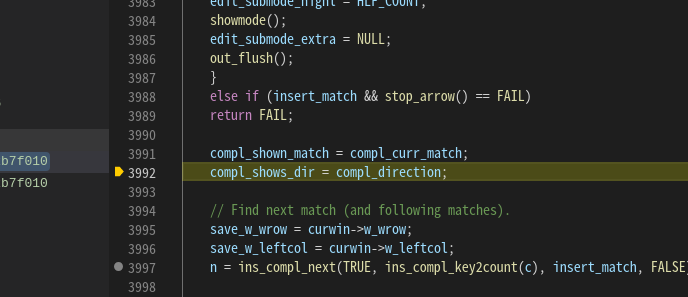 3983 edit_submode_highl = HLF_COUNT;
3984 showmode();
3985 edit_submode_extra = NULL;
3986 out_flush();
3987 }
3988 else if (insert_match && stop_arrow() == FAIL)
3989 return FAIL;
3990
3991 compl_shown_match = compl_curr_match;
b7f010
3992 compl_shows_dir = compl_direction;
b7f010
3993
3994 // Find next match (and following matches).
3995 save_w_wrow = curwin->w_wrow;
3996 save_w_leftcol = curwin->w_leftcol;
3997 n = ins_compl_next(TRUE, ins_compl_key2count(c), insert_match, FALSE)
3998